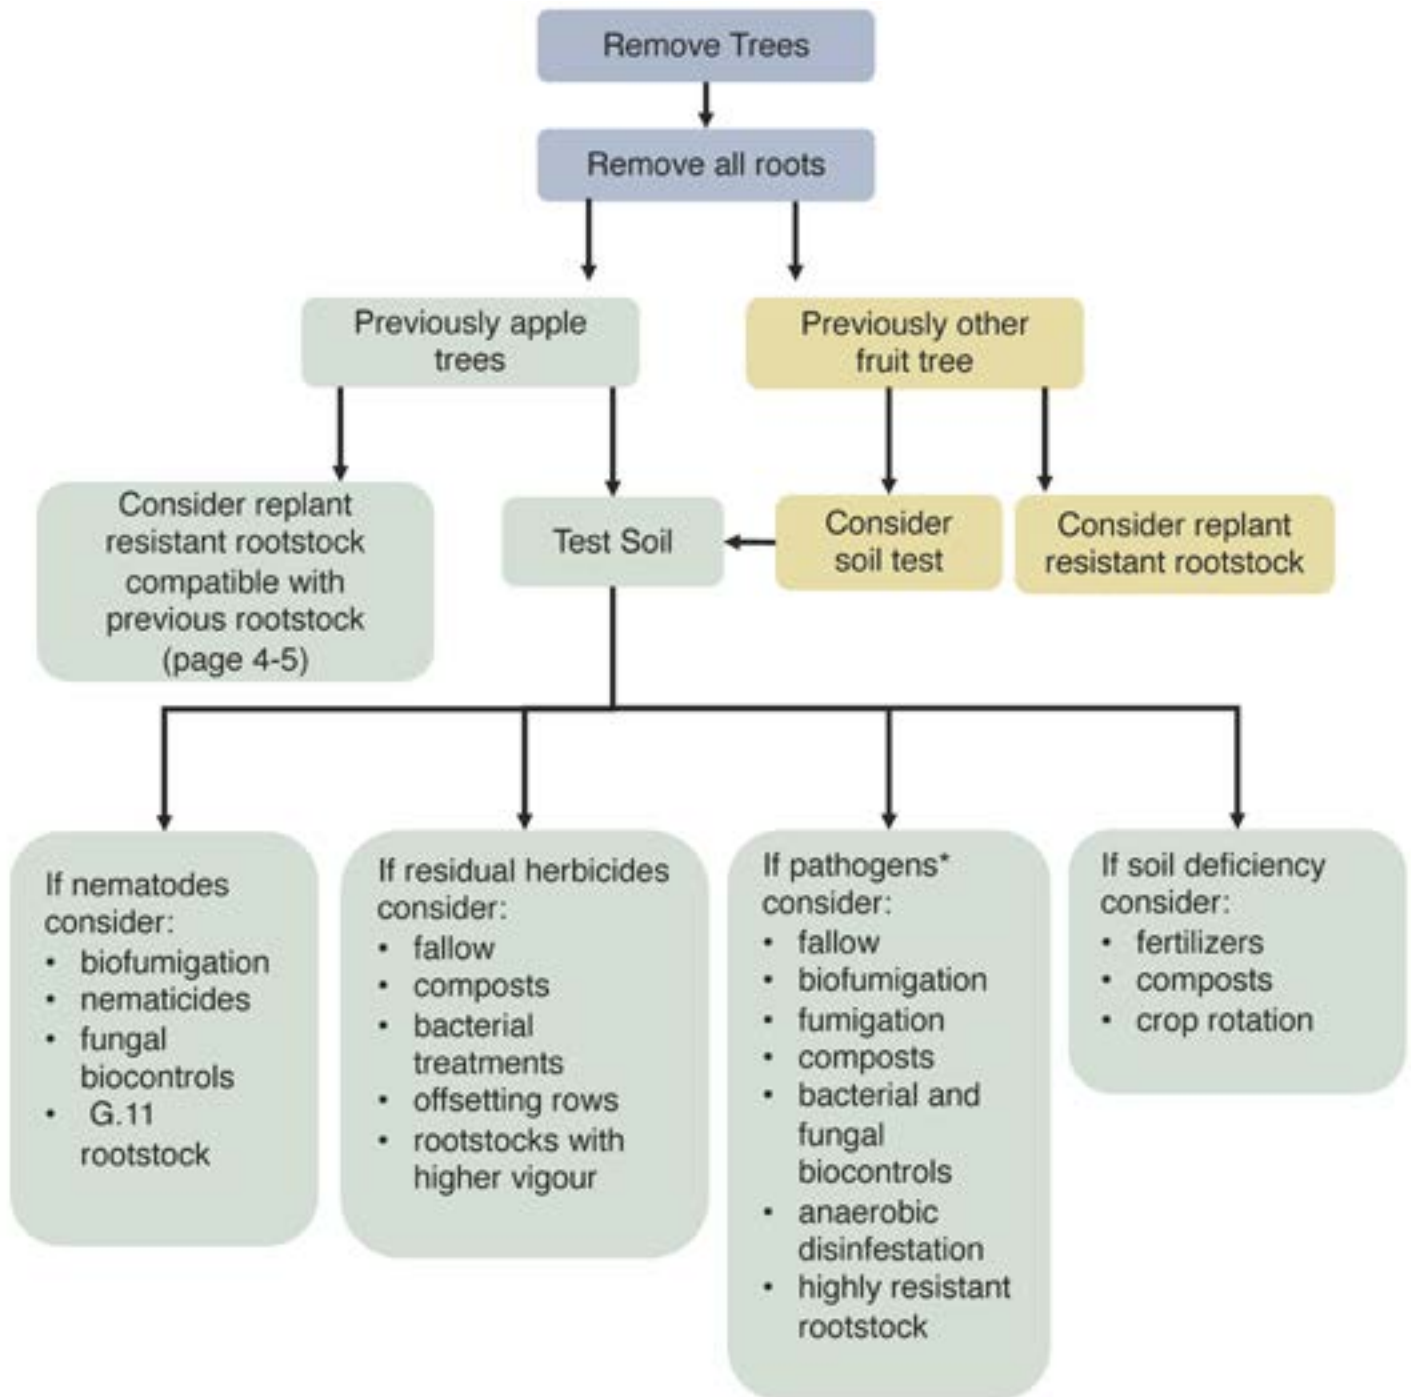 Remove Trees
Remove all roots
Previously apple
trees
Previously other
fruit tree
Consider replant
resistant rootstock
compatible with
previous rootstock
(page 4-5)
Test Soil
Consider
soil test
Consider replant
resistant rootstock
If nematodes
consider:
• biofumigation
• nematicides
• fungal
biocontrols
• G.11
rootstock
If residual herbicides
consider:
• fallow
• composts
• bacterial
treatments
• offsetting rows
• rootstocks with
higher vigour
If pathogens*
consider:
• fallow
• biofumigation
• fumigation
• composts
• bacterial and
fungal
biocontrols
• anaerobic
disinfestation
• highly resistant
rootstock
If soil deficiency
consider:
• fertilizers
• composts
• crop rotation